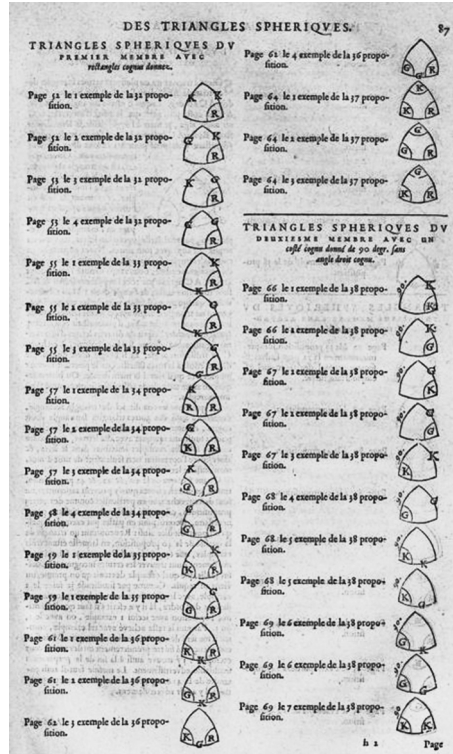 DES TRIANGLES SPHERIQVES. 87
TRIANGLES SPHERIQVES DV
PREMIER MEMBRE AVEC
rectangles cognus donnez.
Page 52 le 1 exemple de la 32 propo-
sition.
Page 52 le 2 exemple de la 32 propo-
sition.
Page 53 le 3 exemple de la 32 propo-
sition.
Page 53 le 4 exemple de la 32 propo-
sition.
Page 55 le 1 exemple de la 33 propo-
sition.
Page 55 le 2 exemple de la 33 propo-
sition.
Page 55 le 3 exemple de la 33 propo-
sition.
Page 57 le 1 exemple de la 34 propo-
sition.
Page 57 le 2 exemple de la 34 propo-
sition.
Page 57 le 3 exemple de la 34 propo-
sition.
Page 58 le 4 exemple de la 34 propo-
sition.
Page 59 le 1 exemple de la 35 propo-
sition.
Page 59 le 1 exemple de la 35 propo-
sition.
Page 61 le 1 exemple de la 36 propo-
sition.
Page 61 le 2 exemple de la 36 propo-
sition.
Page 62 le 3 exemple de la 36 propo-
sition.
Page 62 le 4 exemple de la 36 propo-
sition.
Page 64 le 1 exemple de la 37 propo-
sition.
Page 64 le 2 exemple de la 37 propo-
sition.
Page 64 le 3 exemple de la 37 propo-
sition.
TRIANGLES SPHERIQVES DV
DEUXIESME MEMBRE AVEC UN
costé cognu donné de 90 degr. sans
angle droit cognu.
Page 66 le 1 exemple de la 38 propo-
sition.
Page 66 le 1 exemple de la 38 propo-
sition.
Page 67 le 2 exemple de la 38 propo-
sition.
Page 67 le 2 exemple de la 38 propo-
sition.
Page 67 le 3 exemple de la 38 propo-
sition.
Page 68 le 4 exemple de la 38 propo-
sition.
Page 68 le 5 exemple de la 38 propo-
sition.
Page 68 le 5 exemple de la 38 propo-
sition.
Page 69 le 6 exemple de la 38 propo-
sition.
Page 69 le 6 exemple de la 38 propo-
sition.
Page 69 le 7 exemple de la 38 propo-
sition.
h 2 Page